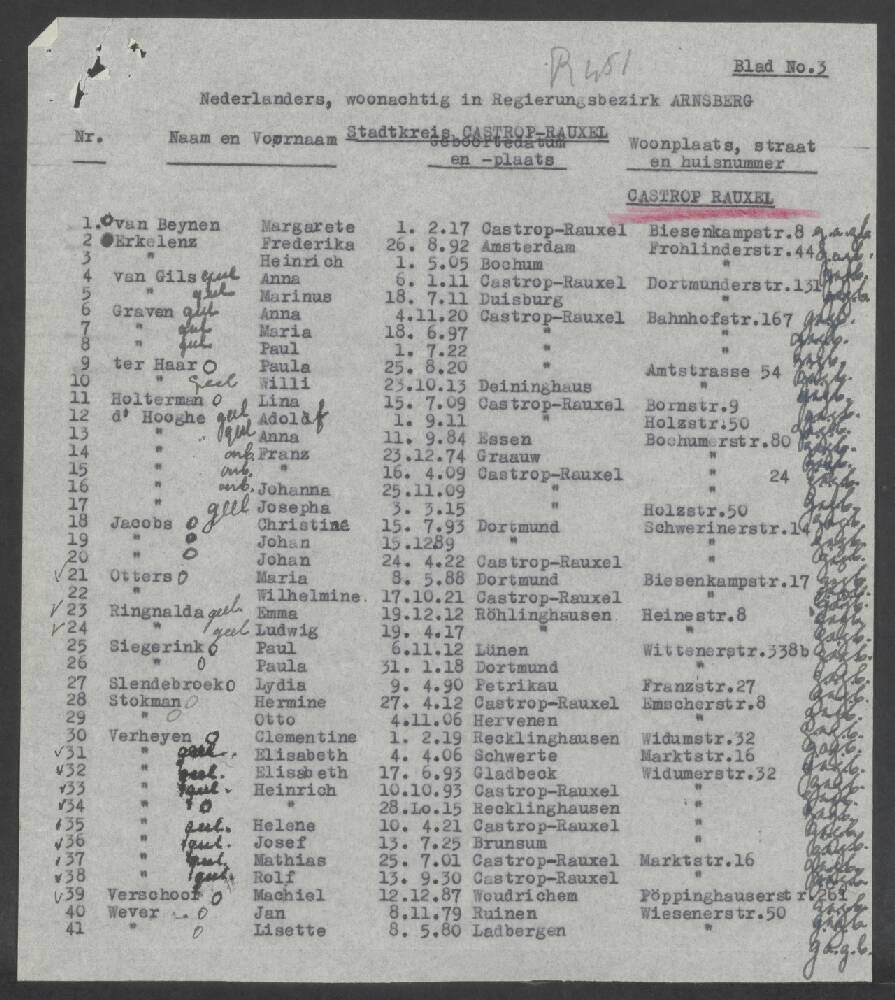 R451
Blad No.3
Nederlanders, woonachtig in Regierungsbezirk ARNSBERG
Stadtkreis CASTROP-RAUXEL
Nr. Naam en Voornaam Geboortedatum en -plaats Woonplaats, straat en huisnummer
CASTROP RAUXEL
1. van Beynen Margarete 1. 2.17 Castrop-Rauxel Biesenkampstr.8 g.a.g.b.
2 Erkelenz Frederika 26. 8.92 Amsterdam Frohlinderstr.44
3 " Heinrich 1. 5.05 Bochum "
4 van Gils geel Anna 6. 1.11 Castrop-Rauxel Dortmunderstr.131
5 " geel Marinus 18. 7.11 Duisburg "
6 Graven geel Anna 4.11.20 Castrop-Rauxel Bahnhofstr.167
7 " geel Maria 18. 6.97 " "
8 " geel Paul 1. 7.22 " "
9 ter Haar Paula 25. 8.20 " Amtstrasse 54
10 " geel Willi 23.10.13 Deininghaus "
11 Holterman Lina 15. 7.09 Castrop-Rauxel Bornstr.9
12 d' Hooghe geel Adolf 1. 9.11 " Holzstr.50
13 " geel Anna 11. 9.84 Essen Bochumerstr.80
14 " Franz 23.12.74 Graauw "
15 " " 16. 4.09 Castrop-Rauxel " 24
16 " Johanna 25.11.09 " "
17 " geel Josepha 3. 3.15 " Holzstr.50
18 Jacobs Christine 15. 7.93 Dortmund Schwerinerstr.14
19 " Johan 15.1289 " "
20 " Johan 24. 4.22 Castrop-Rauxel "
21 Otters Maria 8. 5.88 Dortmund Biesenkampstr.17
22 " Wilhelmine. 17.10.21 Castrop-Rauxel "
23 Ringnalda geel Emma 19.12.12 Röhlinghausen Heinestr.8
24 " geel Ludwig 19. 4.17 " "
25 Siegerink Paul 6.11.12 Lünen Wittenerstr.338b
26 " Paula 31. 1.18 Dortmund "
27 Slendebroek Lydia 9. 4.90 Petrikau Franzstr.27
28 Stokman Hermine 27. 4.12 Castrop-Rauxel Emscherstr.8
29 " Otto 4.11.06 Hervenen "
30 Verheyen Clementine 1. 2.19 Recklinghausen Widumstr.32
31 " geel. Elisabeth 4. 4.06 Schwerte Marktstr.16
32 " geel. Elisabeth 17. 6.93 Gladbeck Widumerstr.32
33 " geel. Heinrich 10.10.93 Castrop-Rauxel "
34 " " 28.10.15 Recklinghausen "
35 " geel. Helene 10. 4.21 Castrop-Rauxel "
36 " geel. Josef 13. 7.25 Brunsum "
37 " geel. Mathias 25. 7.01 Castrop-Rauxel Marktstr.16
38 " geel. Rolf 13. 9.30 Castrop-Rauxel "
39 Verschoor Machiel 12.12.87 Woudrichem Pöppinghauserstr 261
40 Wever Jan 8.11.79 Ruinen Wiesenerstr.50
41 " Lisette 8. 5.80 Ladbergen "
g.a.g.b.